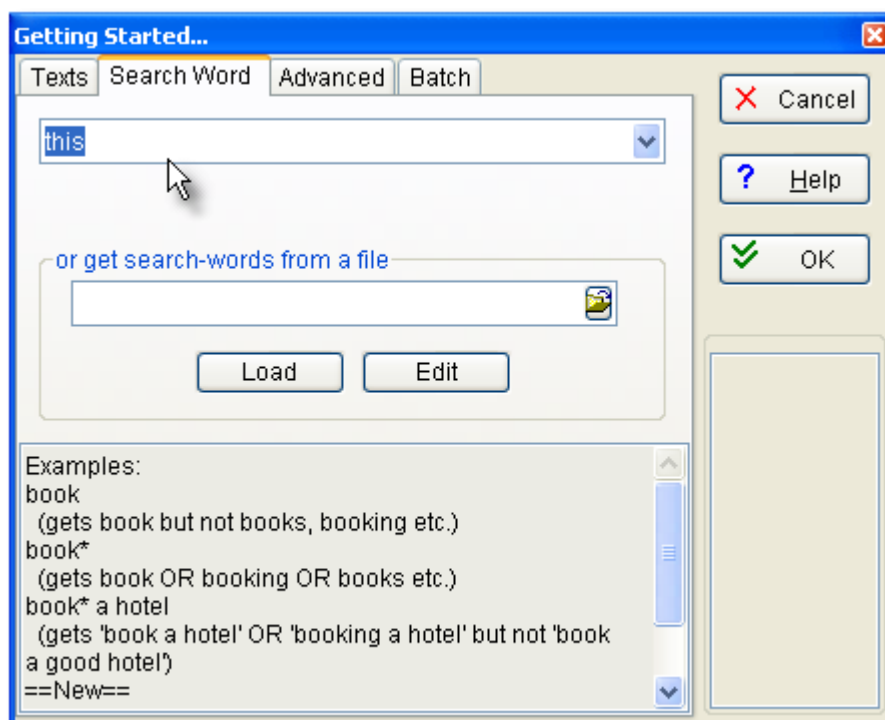 Getting Started...
Texts Search Word Advanced Batch
this
Cancel
? Help
OK
or get search-words from a file
Load Edit
Examples:
book
(gets book but not books, booking etc.)
book*
(gets book OR booking OR books etc.)
book* a hotel
(gets 'book a hotel' OR 'booking a hotel' but not 'book
a good hotel')
==New==